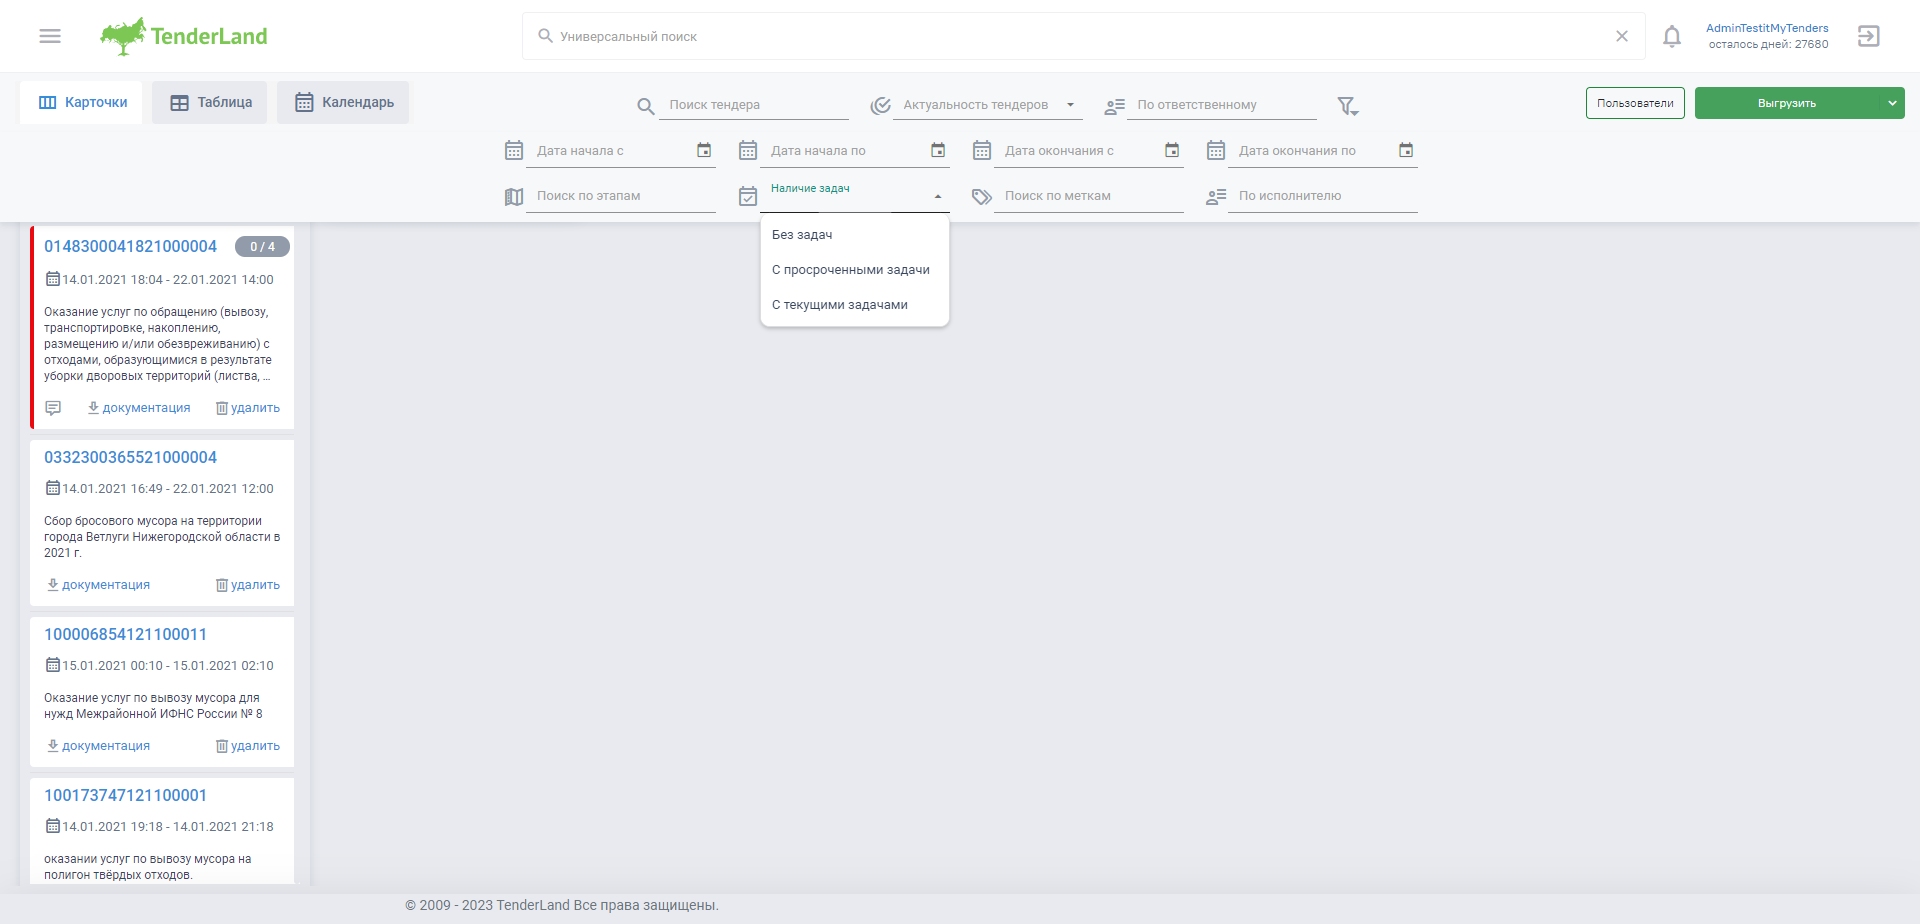 TenderLand
Универсальный поиск
AdminTestitMyTenders
осталось дней: 27680
Карточки
Таблица
Календарь
Поиск тендера
Актуальность тендеров
По ответственному
Пользователи
Выгрузить
Дата начала с
Дата начала по
Дата окончания с
Дата окончания по
Поиск по этапам
Наличие задач
Поиск по меткам
По исполнителю
Без задач
С просроченными задачи
С текущими задачами
0148300041821000004
0 / 4
14.01.2021 18:04 - 22.01.2021 14:00
Оказание услуг по обращению (вывозу,
транспортировке, накоплению,
размещению и/или обезвреживанию) с
отходами, образующимися в результате
уборки дворовых территорий (листва, ...
документация
удалить
0332300365521000004
14.01.2021 16:49 - 22.01.2021 12:00
Сбор бросового мусора на территории
города Ветлуги Нижегородской области в
2021 г.
документация
удалить
100006854121100011
15.01.2021 00:10 - 15.01.2021 02:10
Оказание услуг по вывозу мусора для
нужд Межрайонной ИФНС России № 8
документация
удалить
100173747121100001
14.01.2021 19:18 - 14.01.2021 21:18
оказании услуг по вывозу мусора на
полигон твёрдых отходов.
© 2009 - 2023 TenderLand Все права защищены.